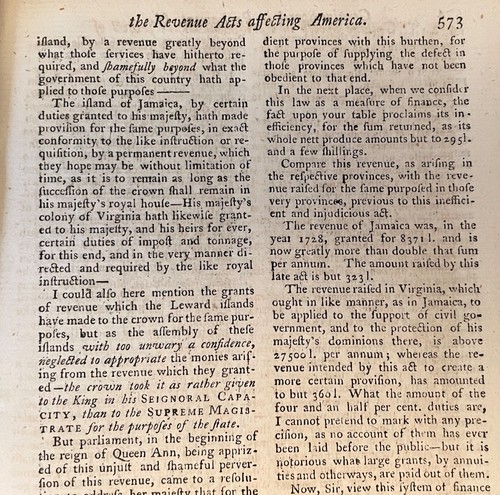 the Revenue Acts affecting America. 573
island, by a revenue greatly beyond
what those services have hitherto re-
quired, and shamefully beyond what the
government of this country hath ap-
plied to those purposes———
The island of Jamaica, by certain
duties granted to his majesty, hath made
provision for the same purposes, in exact
conformity to the like instruction or re-
quisition, by a permanent revenue, which
they hope may be without limitation of
time, as it is to remain as long as the
succession of the crown shall remain in
his majesty's royal house—His majesty's
colony of Virginia hath likewise grant-
ed to his majesty, and his heirs for ever,
certain duties of impost and tonnage,
for this end, and in the very manner di-
rected and required by the like royal
instruction—
I could also here mention the grants
of revenue which the Leward islands
have made to the crown for the same pur-
poses, but as the assembly of these
islands with too unwary a confidence,
neglected to appropriate the monies aris-
ing from the revenue which they grant-
ed—the crown took it as rather given
to the King in his SEIGNORAL CAPA-
CITY, than to the SUPREME MAGIS-
TRATE for the purposes of the state.
But parliament, in the beginning of
the reign of Queen Ann, being appriz-
ed of this unjust and shameful perver-
sion of this revenue, came to a resolu-
tion to address her majesty that for the
dient provinces with this hurthen, for
the purpose of supplying the defect in
those provinces which have not been
obedient to that end.
In the next place, when we consider
this law as a measure of finance, the
fact upon your table proclaims its in-
efficiency, for the sum returned, as its
whole nett produce amounts but to 295l.
and a few shillings.
Compare this revenue, as arising in
the respective provinces, with the reve-
nue raised for the same purposed in those
very provinces, previous to this ineffici-
ent and injudicious act.
The revenue of Jamaica was, in the
year 1728, granted for 8371 l. and is
now greatly more than double that sum
per annum. The amount raised by this
late act is but 323 l.
The revenue raised in Virginia, which
ought in like manner, as in Jamaica, to
be applied to the support of civil go-
vernment, and to the protection of his
majesty's dominions there, is above
27500 l. per annum; whereas the re-
venue intended by this act to create a
more certain provision, has amounted
to but 360 l. What the amount of the
four and an half per cent. duties are,
I cannot pretend to mark with any pre-
cision, as no account of them has ever
been laid before the public—but it is
notorious what large grants, by annui-
ties and otherways, are paid out of them.
Now, Sir, view this system of finance